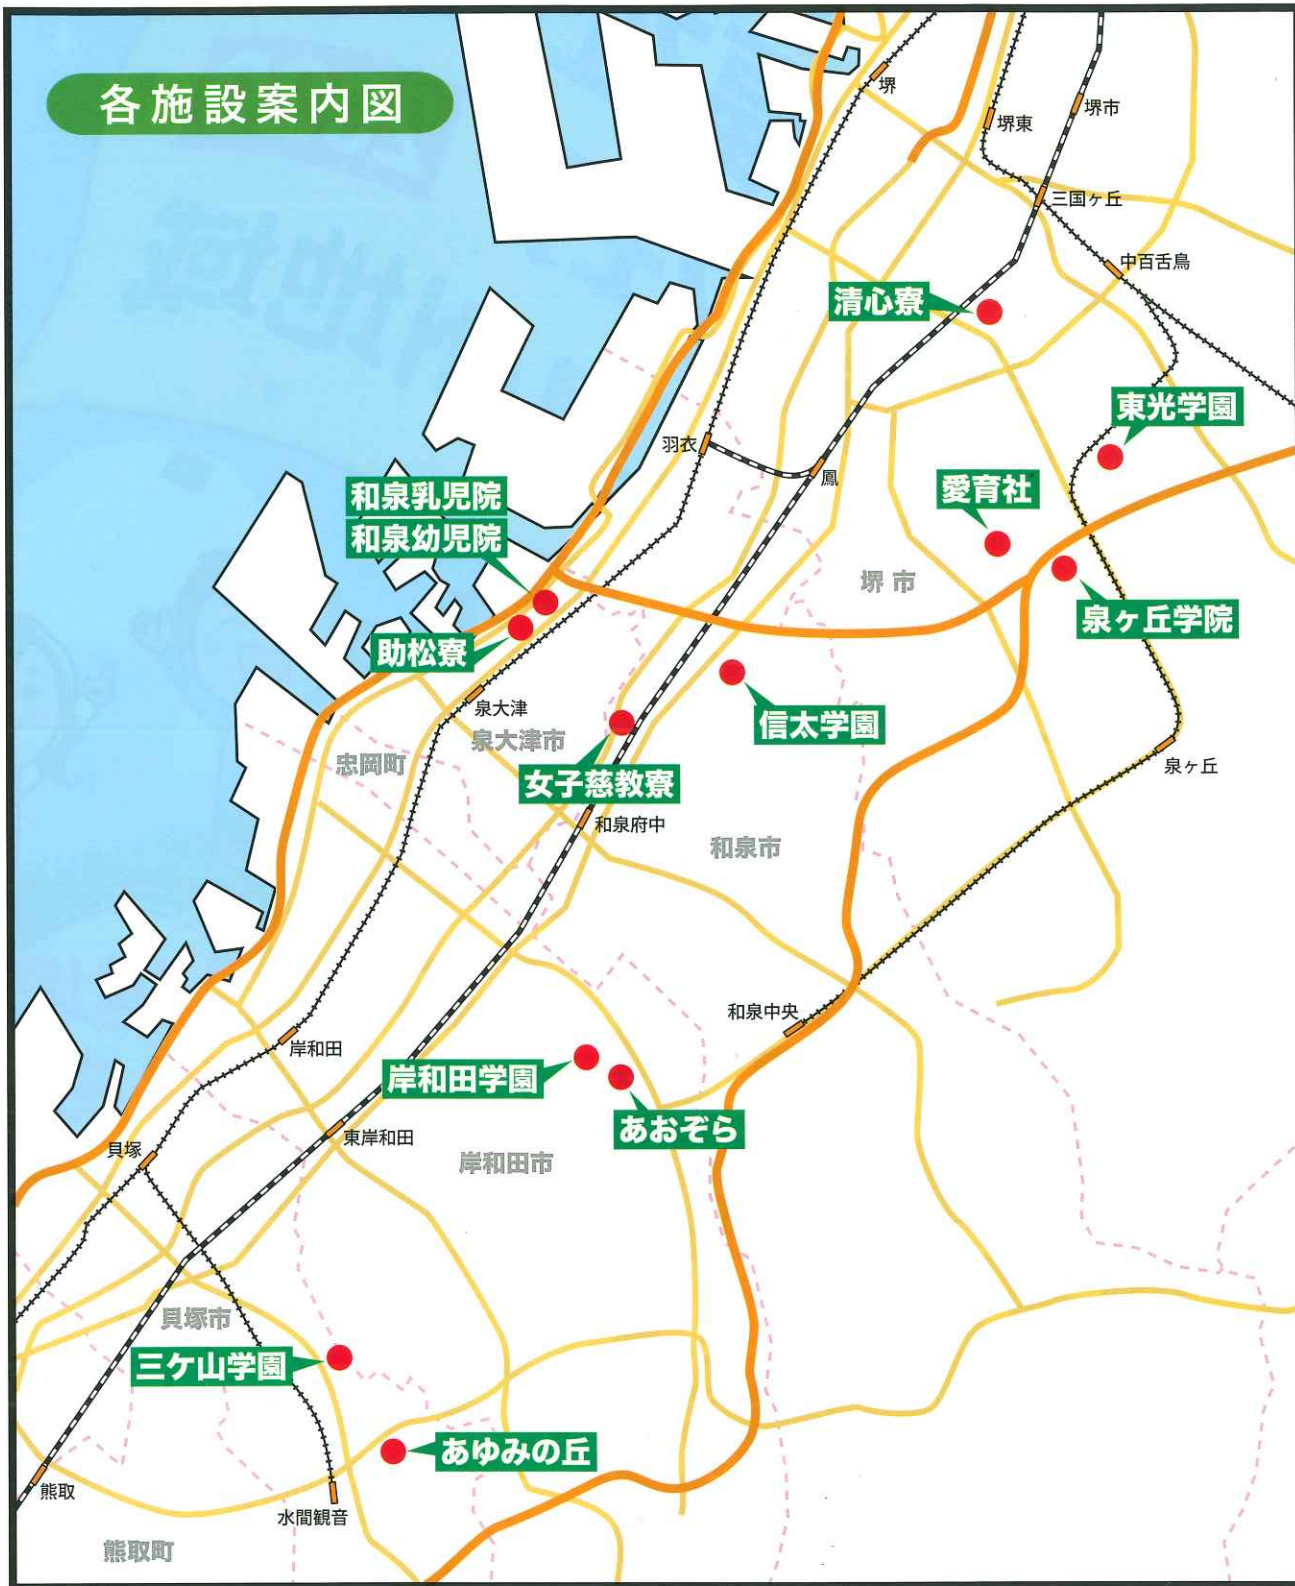 各施設案内図
堺
堺東
堺市
三国ヶ丘
中百舌鳥
清心寮
東光学園
羽衣
鳳
愛育社
和泉乳児院
和泉幼児院
堺市
泉ヶ丘学院
助松寮
泉大津
信太学園
泉大津市
忠岡町
女子慈教寮
泉ヶ丘
和泉府中
和泉市
和泉中央
岸和田
岸和田学園
あおぞら
東岸和田
貝塚
岸和田市
貝塚市
三ケ山学園
あゆみの丘
熊取
水間観音
熊取町